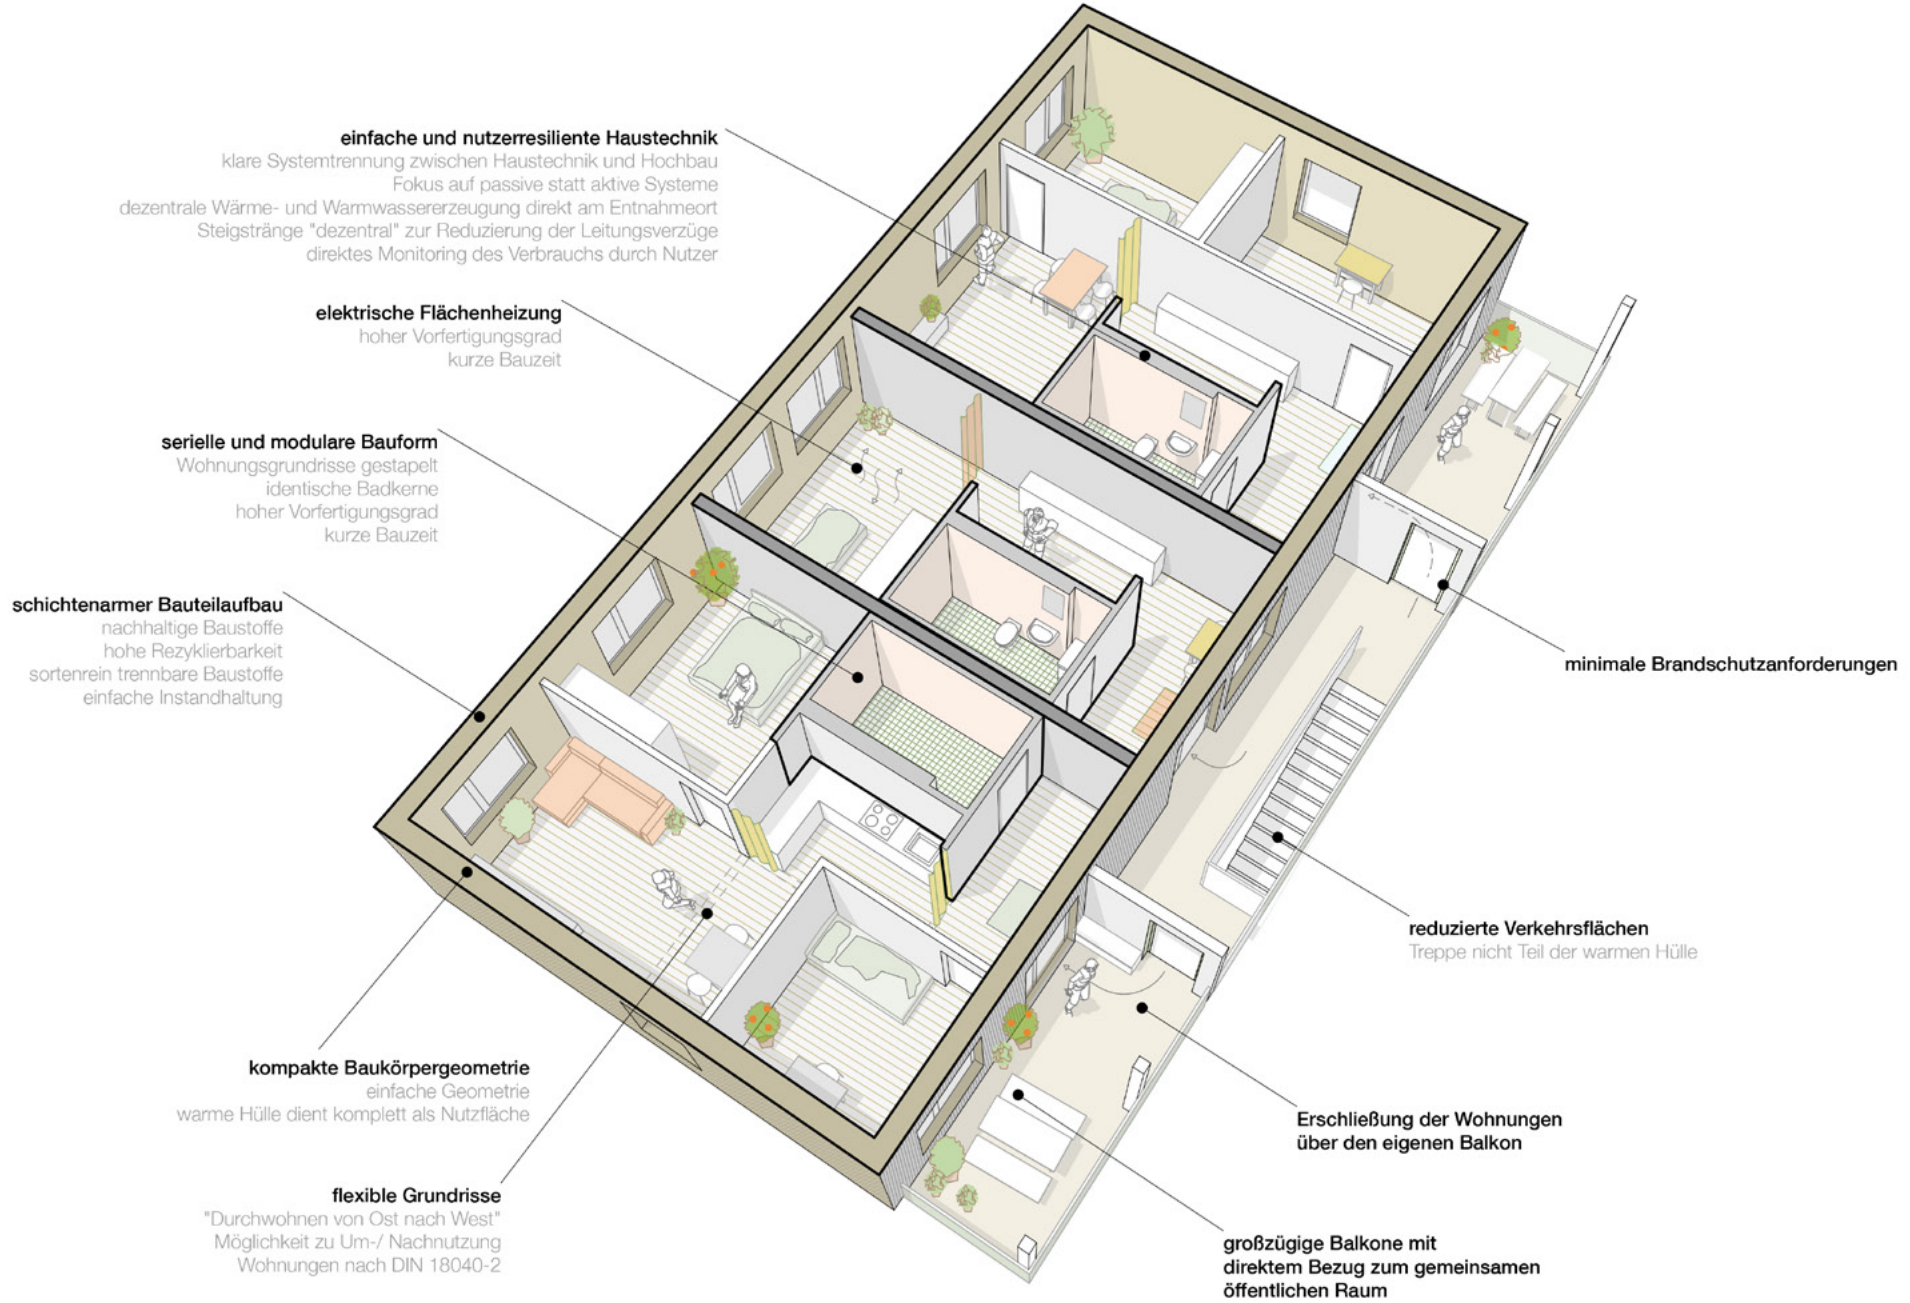 einfache und nutzerresiliente Haustechnik
klare Systemtrennung zwischen Haustechnik und Hochbau
Fokus auf passive statt aktive Systeme
dezentrale Wärme- und Warmwassererzeugung direkt am Entnahmeort
Steigstränge "dezentral" zur Reduzierung der Leitungsverzüge
direktes Monitoring des Verbrauchs durch Nutzer
elektrische Flächenheizung
hoher Vorfertigungsgrad
kurze Bauzeit
serielle und modulare Bauform
Wohnungsgrundrisse gestapelt
identische Badkerne
hoher Vorfertigungsgrad
kurze Bauzeit
schichtenarmer Bauteilaufbau
nachhaltige Baustoffe
hohe Rezyklierbarkeit
sortenrein trennbare Baustoffe
einfache Instandhaltung
kompakte Baukörpergeometrie
einfache Geometrie
warme Hülle dient komplett als Nutzfläche
flexible Grundrisse
"Durchwohnen von Ost nach West"
Möglichkeit zu Um-/ Nachnutzung
Wohnungen nach DIN 18040-2
minimale Brandschutzanforderungen
reduzierte Verkehrsflächen
Treppe nicht Teil der warmen Hülle
Erschließung der Wohnungen
über den eigenen Balkon
großzügige Balkone mit
direktem Bezug zum gemeinsamen
öffentlichen Raum